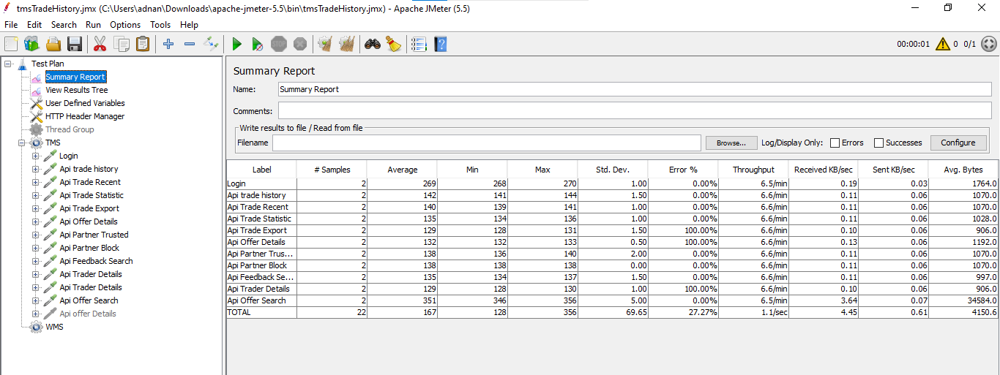 tmsTradeHistory.jmx (C:\Users\adnan\Downloads\apache-jmeter-5.5\bin\tmsTradeHistory.jmx) - Apache JMeter (5.5)
File Edit Search Run Options Tools Help
STOP 00:00:01 0 0/1
Test Plan
Summary Report
View Results Tree
User Defined Variables
HTTP Header Manager
Thread Group
TMS
Login
Api trade history
Api Trade Recent
Api Trade Statistic
Api Trade Export
Api Offer Details
Api Partner Trusted
Api Partner Block
Api Feedback Search
Api Trader Details
Api Trader Details
Api Offer Search
Api offer Details
WMS
Summary Report
Name: Summary Report
Comments:
Write results to file / Read from file
Filename Browse... Log/Display Only: Errors Successes Configure
Label # Samples Average Min Max Std. Dev. Error % Throughput Received KB/sec Sent KB/sec Avg. Bytes
Login 2 269 268 270 1.00 0.00% 6.5/min 0.19 0.03 1764.0
Api trade history 2 142 141 144 1.50 0.00% 6.6/min 0.11 0.06 1070.0
Api Trade Recent 2 140 139 141 1.00 0.00% 6.6/min 0.11 0.06 1070.0
Api Trade Statistic 2 135 134 136 1.00 0.00% 6.6/min 0.11 0.06 1028.0
Api Trade Export 2 129 128 131 1.50 100.00% 6.6/min 0.10 0.06 906.0
Api Offer Details 2 132 132 133 0.50 100.00% 6.6/min 0.13 0.06 1192.0
Api Partner Trus... 2 138 136 140 2.00 0.00% 6.6/min 0.11 0.06 1070.0
Api Partner Block 2 138 138 138 0.00 0.00% 6.6/min 0.11 0.06 1070.0
Api Feedback Se... 2 135 134 137 1.50 0.00% 6.6/min 0.11 0.06 997.0
Api Trader Details 2 129 128 130 1.00 100.00% 6.6/min 0.10 0.06 906.0
Api Offer Search 2 351 346 356 5.00 0.00% 6.5/min 3.64 0.07 34584.0
TOTAL 22 167 128 356 69.65 27.27% 1.1/sec 4.45 0.61 4150.6